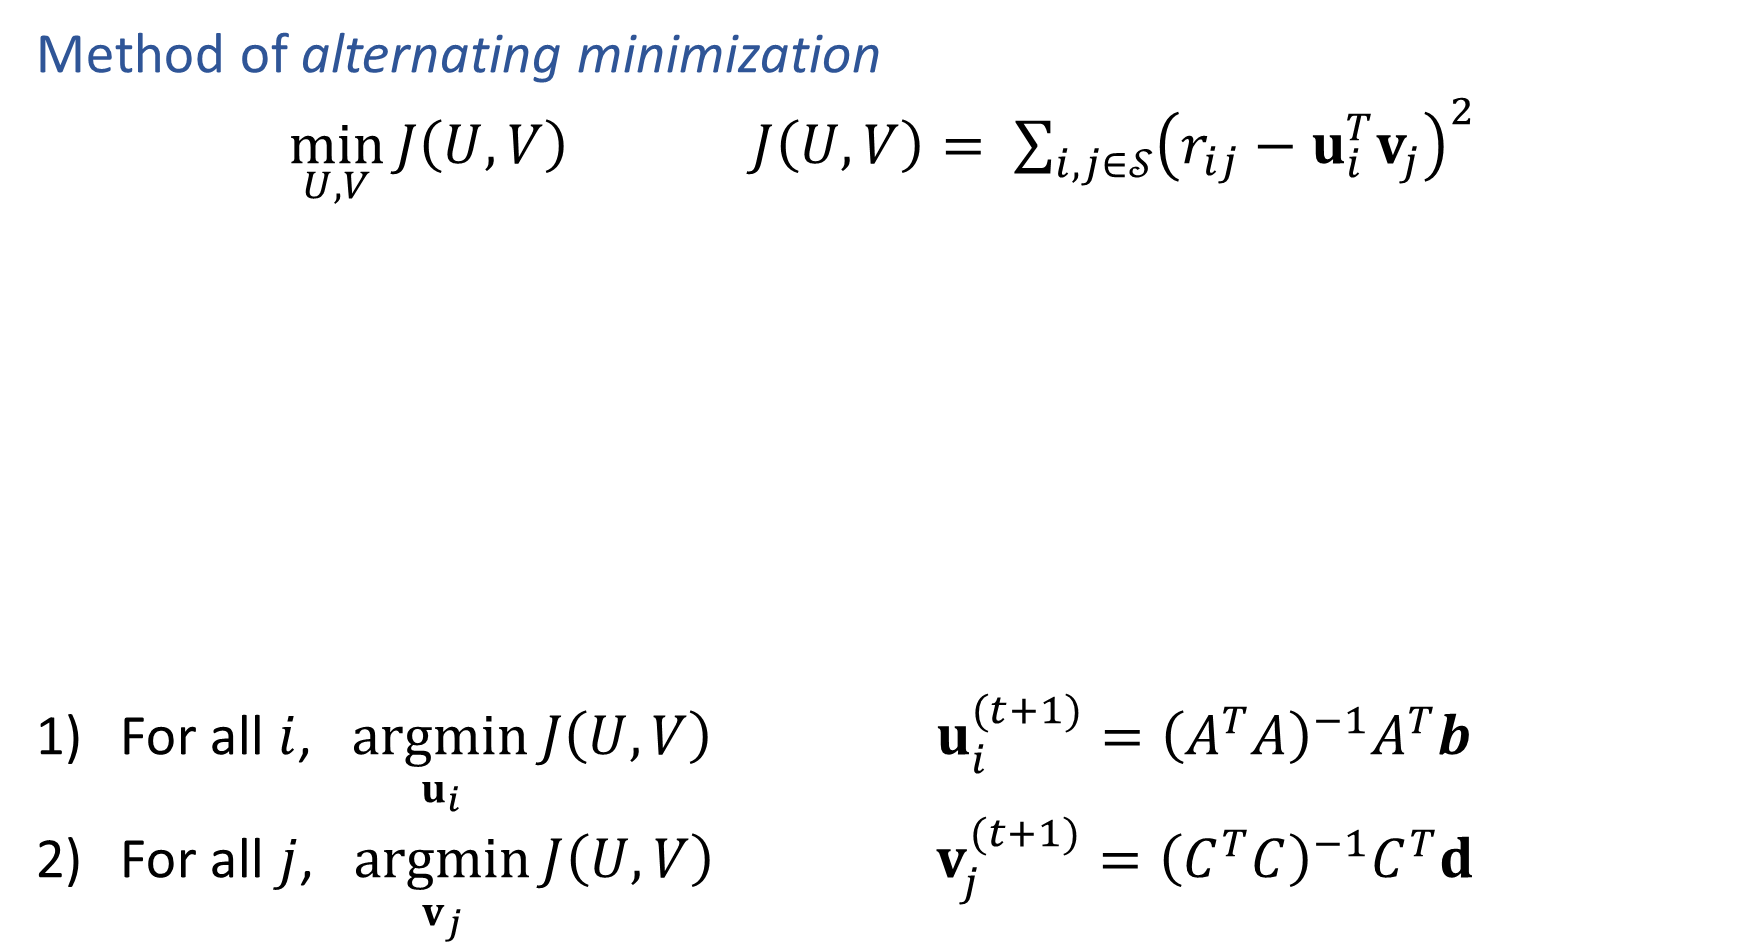 Method of alternating minimization
min_{U,V} J(U, V)    J(U, V) = ∑_{i,j∈𝒮}(r_{ij} − 𝐮_i^T 𝐯_j)^2
1) For all i, argmin_{𝐮_i} J(U, V)    𝐮_i^{(t+1)} = (A^T A)^{−1} A^T 𝒃
2) For all j, argmin_{𝐯_j} J(U, V)    𝐯_j^{(t+1)} = (C^T C)^{−1} C^T 𝐝